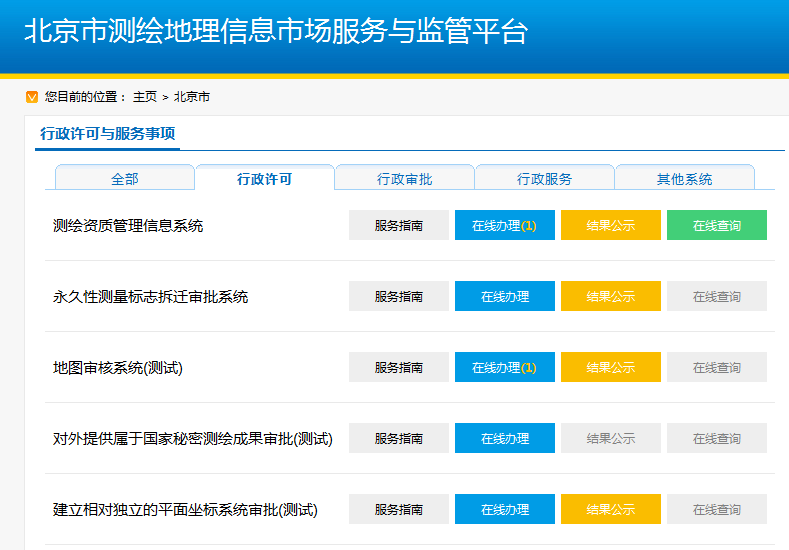 北京市测绘地理信息市场服务与监管平台
您目前的位置： 主页 > 北京市
行政许可与服务事项
全部 行政许可 行政审批 行政服务 其他系统
测绘资质管理信息系统 服务指南 在线办理(1) 结果公示 在线查询
永久性测量标志拆迁审批系统 服务指南 在线办理 结果公示 在线查询
地图审核系统(测试) 服务指南 在线办理(1) 结果公示 在线查询
对外提供属于国家秘密测绘成果审批(测试) 服务指南 在线办理 结果公示 在线查询
建立相对独立的平面坐标系统审批(测试) 服务指南 在线办理 结果公示 在线查询